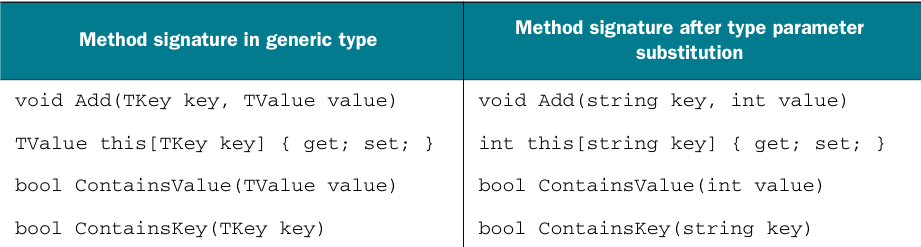 Method signature in generic type
Method signature after type parameter
substitution
void Add(TKey key, TValue value)
void Add(string key, int value)
TValue this[TKey key] { get; set; }
int this[string key] { get; set; }
bool ContainsValue(TValue value)
bool ContainsValue(int value)
bool ContainsKey(TKey key)
bool ContainsKey(string key)